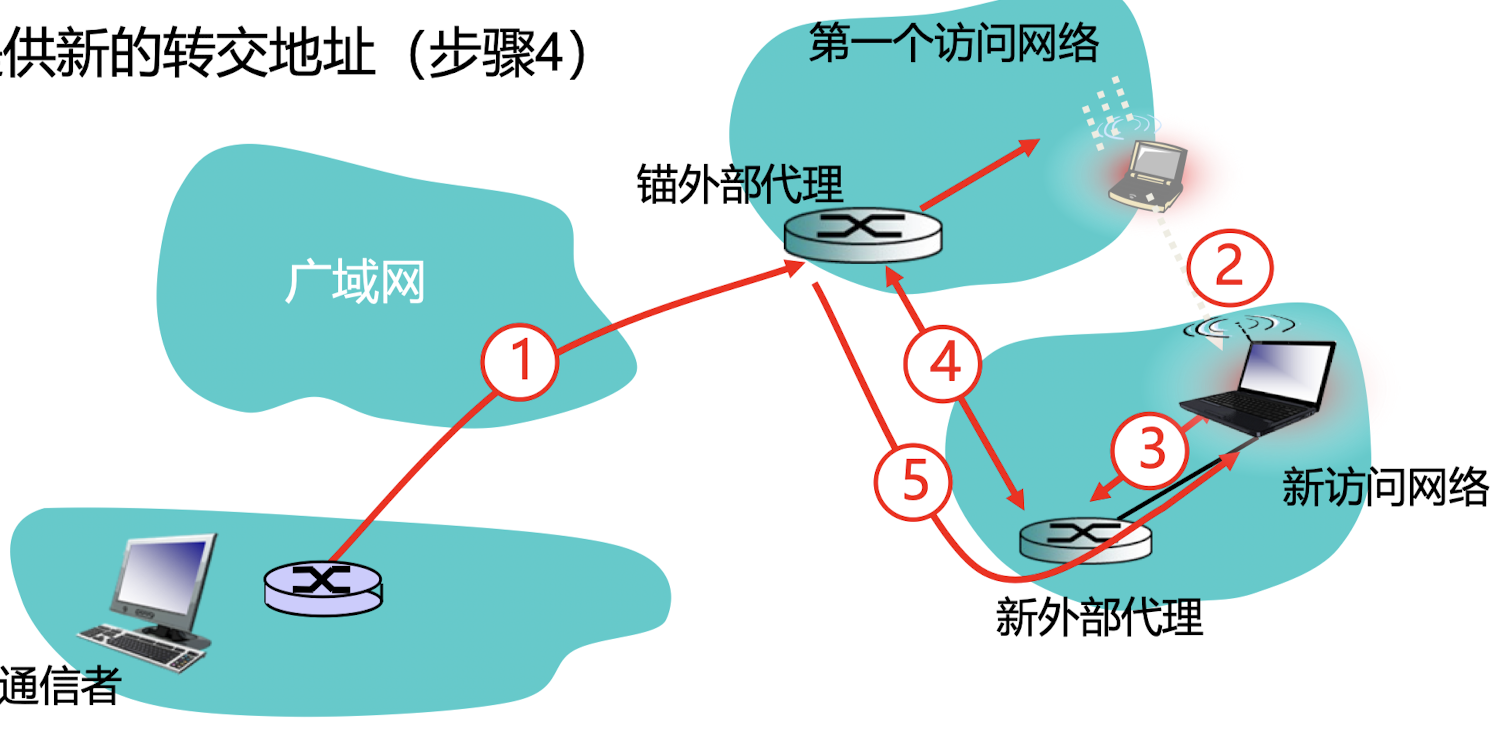 供新的转交地址（步骤4）
第一个访问网络
锚外部代理
广域网
2
1
4
3
5
新访问网络
新外部代理
通信者